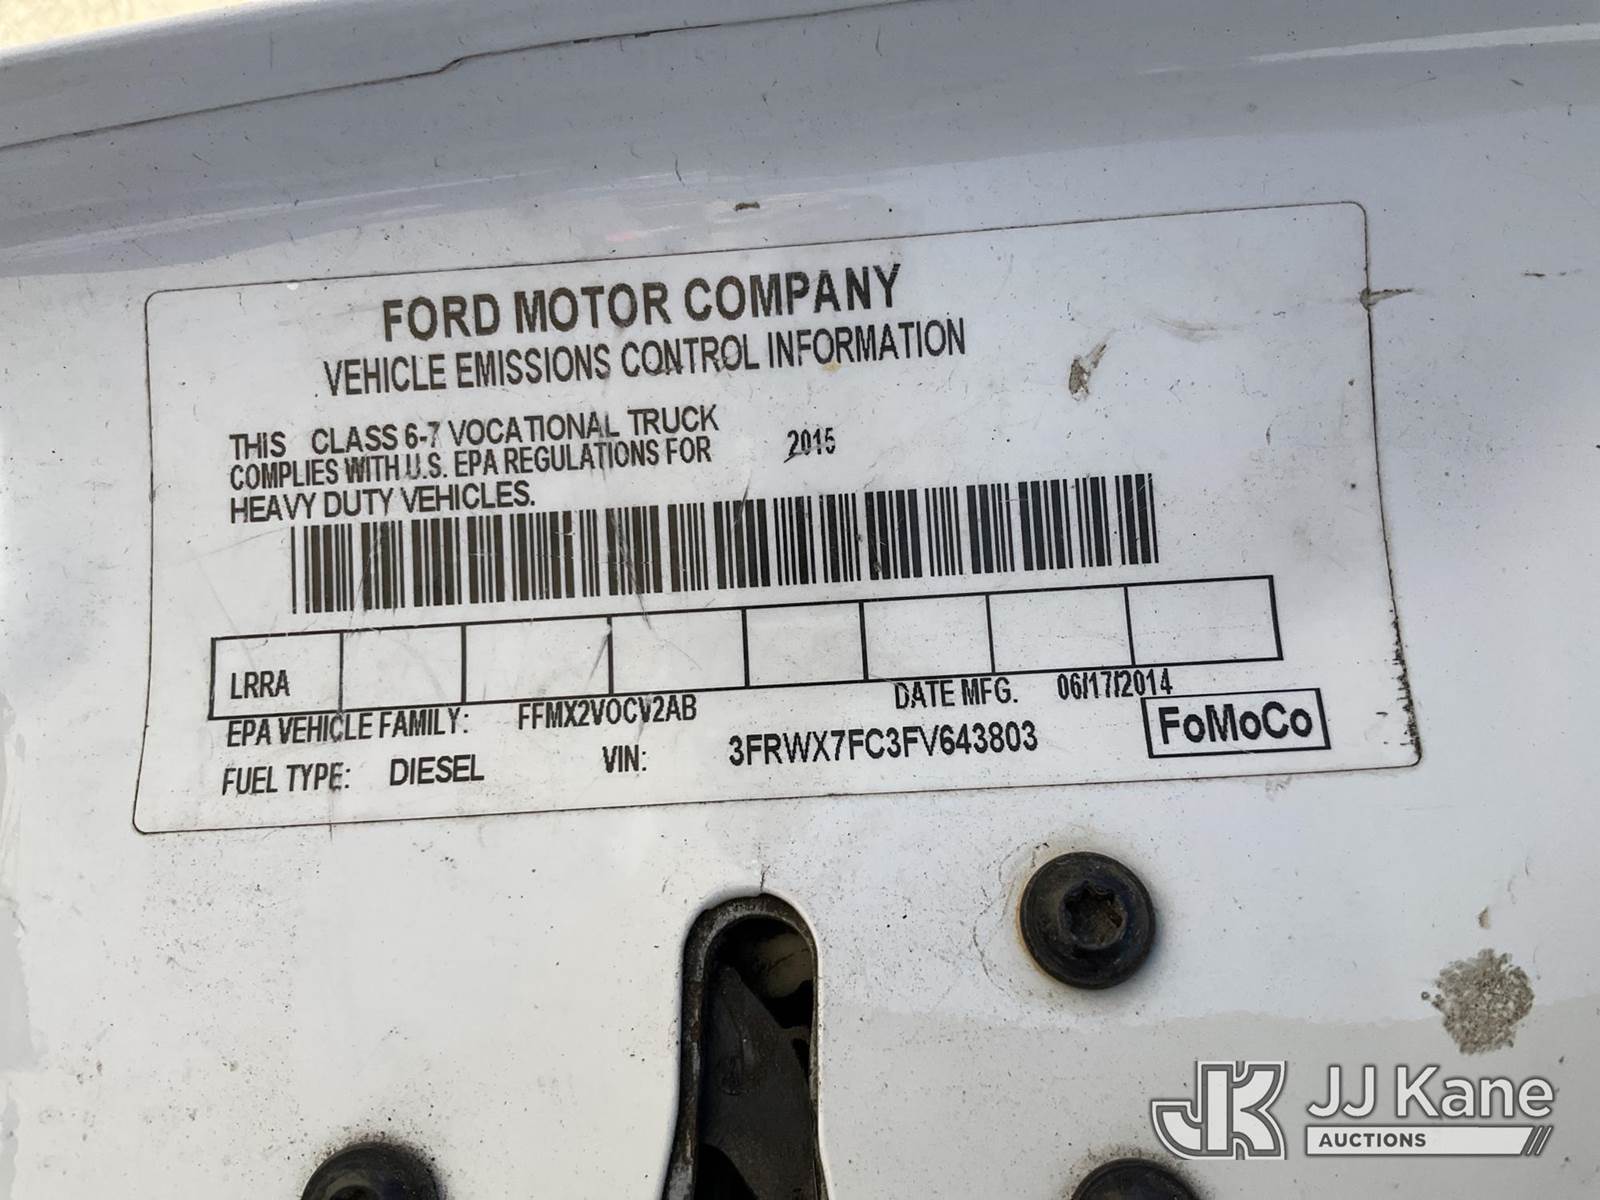 FORD MOTOR COMPANY
VEHICLE EMISSIONS CONTROL INFORMATION
THIS CLASS 6-7 VOCATIONAL TRUCK
COMPLIES WITH U.S. EPA REGULATIONS FOR 2015
HEAVY DUTY VEHICLES.
LRRA
EPA VEHICLE FAMILY: FFMX2VOCV2AB DATE MFG. 06/17/2014
FUEL TYPE: DIESEL VIN: 3FRWX7FC3FV643803 FoMoCo
JK JJ Kane
AUCTIONS